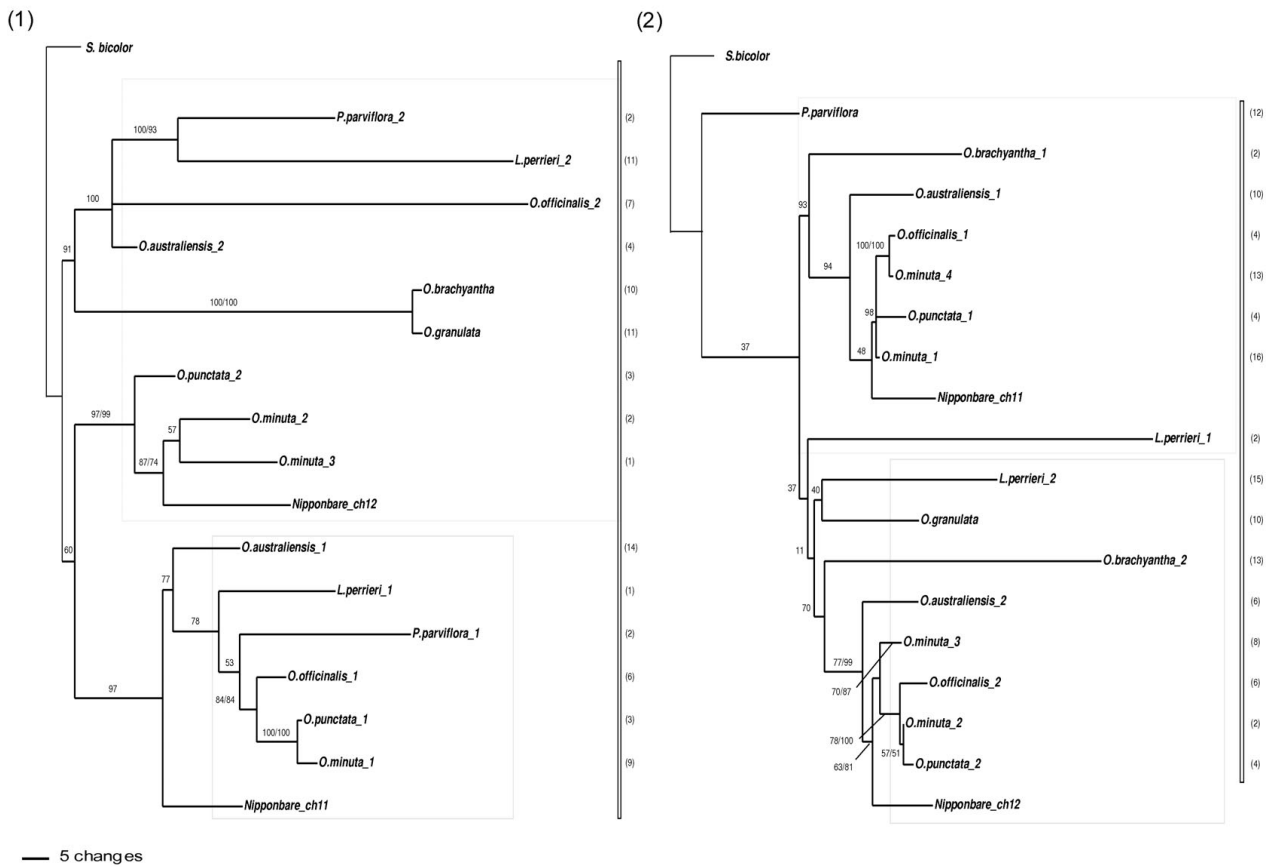 (1)
S. bicolor
P.parviflora_2
(2)
100/93
L.perrieri_2
(11)
100
O.officinalis_2
(7)
O.australiensis_2
(4)
91
O.brachyantha
(10)
100/100
O.granulata
(11)
O.punctata_2
(3)
97/99
O.minuta_2
(2)
57
O.minuta_3
(1)
87/74
Nipponbare_ch12
60
O.australiensis_1
(14)
77
L.perrieri_1
(1)
78
P.parviflora_1
(2)
53
O.officinalis_1
(6)
97
84/84
O.punctata_1
(3)
100/100
O.minuta_1
(9)
Nipponbare_ch11
5 changes
(2)
S.bicolor
P.parviflora
(12)
O.brachyantha_1
(2)
O.australiensis_1
(10)
93
O.officinalis_1
(4)
100/100
94
O.minuta_4
(13)
98
O.punctata_1
(4)
37
48
O.minuta_1
(16)
Nipponbare_ch11
L.perrieri_1
(2)
L.perrieri_2
(15)
37
40
O.granulata
(10)
11
O.brachyantha_2
(13)
O.australiensis_2
(6)
70
O.minuta_3
(8)
77/99
70/87
O.officinalis_2
(6)
O.minuta_2
(2)
78/100
57/51
63/81
O.punctata_2
(4)
Nipponbare_ch12